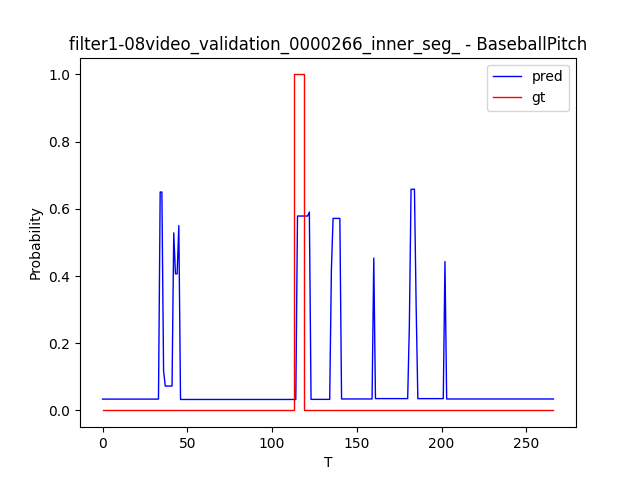 filter1-08video_validation_0000266_inner_seg_ - BaseballPitch
pred
gt
1.0
0.8
0.6
0.4
0.2
0.0
Probability
0
50
100
150
200
250
T